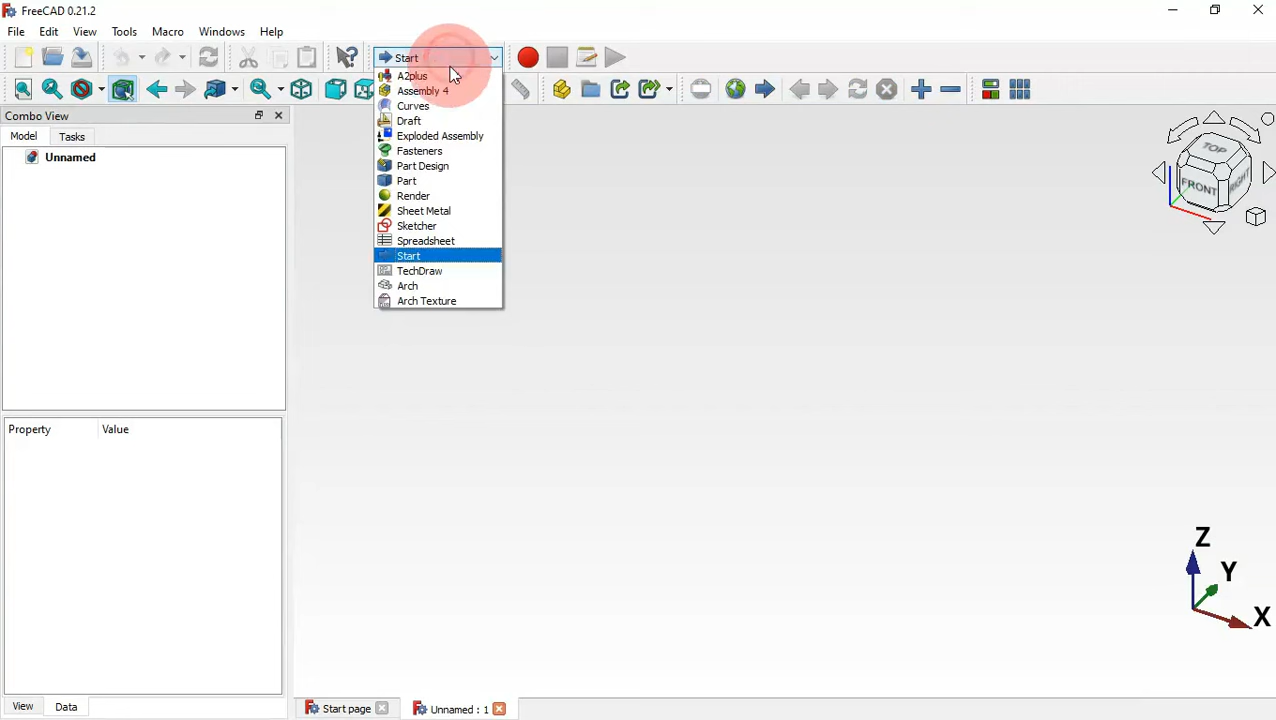 FreeCAD 0.21.2
File Edit View Tools Macro Windows Help
Start
Combo View
Model Tasks
Unnamed
A2plus
Assembly 4
Curves
Draft
Exploded Assembly
Fasteners
Part Design
Part
Render
Sheet Metal
Sketcher
Spreadsheet
Start
TechDraw
Arch
Arch Texture
TOP
FRONT
RIGHT
Property Value
Z
Y
X
View Data
Start page
Unnamed : 1